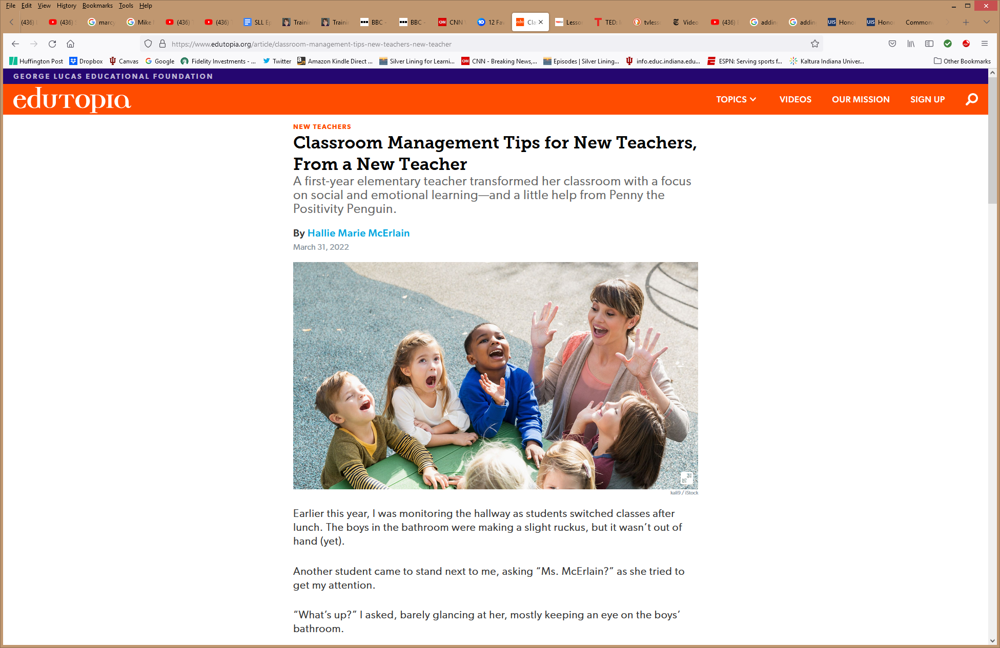 File Edit View History Bookmarks Tools Help
(436) (436) marcy Mike (436) (436) SLL Ep Trainin Trainin BBC - BBC - CNN 12 Fav Cla Lesso TED: tvless Video (436) addin addin Hono Hono Common
https://www.edutopia.org/article/classroom-management-tips-new-teachers-new-teacher
Huffington Post Dropbox Canvas Google Fidelity Investments - ... Twitter Amazon Kindle Direct ... Silver Lining for Learni... CNN - Breaking News,... Episodes | Silver Lining... info.educ.indiana.edu... ESPN: Serving sports f... Kaltura Indiana Univer... Other Bookmarks
GEORGE LUCAS EDUCATIONAL FOUNDATION
edutopia TOPICS VIDEOS OUR MISSION SIGN UP
NEW TEACHERS
Classroom Management Tips for New Teachers,
From a New Teacher
A first-year elementary teacher transformed her classroom with a focus
on social and emotional learning—and a little help from Penny the
Positivity Penguin.
By Hallie Marie McErlain
March 31, 2022
kali9 / iStock
Earlier this year, I was monitoring the hallway as students switched classes after
lunch. The boys in the bathroom were making a slight ruckus, but it wasn’t out of
hand (yet).
Another student came to stand next to me, asking “Ms. McErlain?” as she tried to
get my attention.
“What’s up?” I asked, barely glancing at her, mostly keeping an eye on the boys’
bathroom.